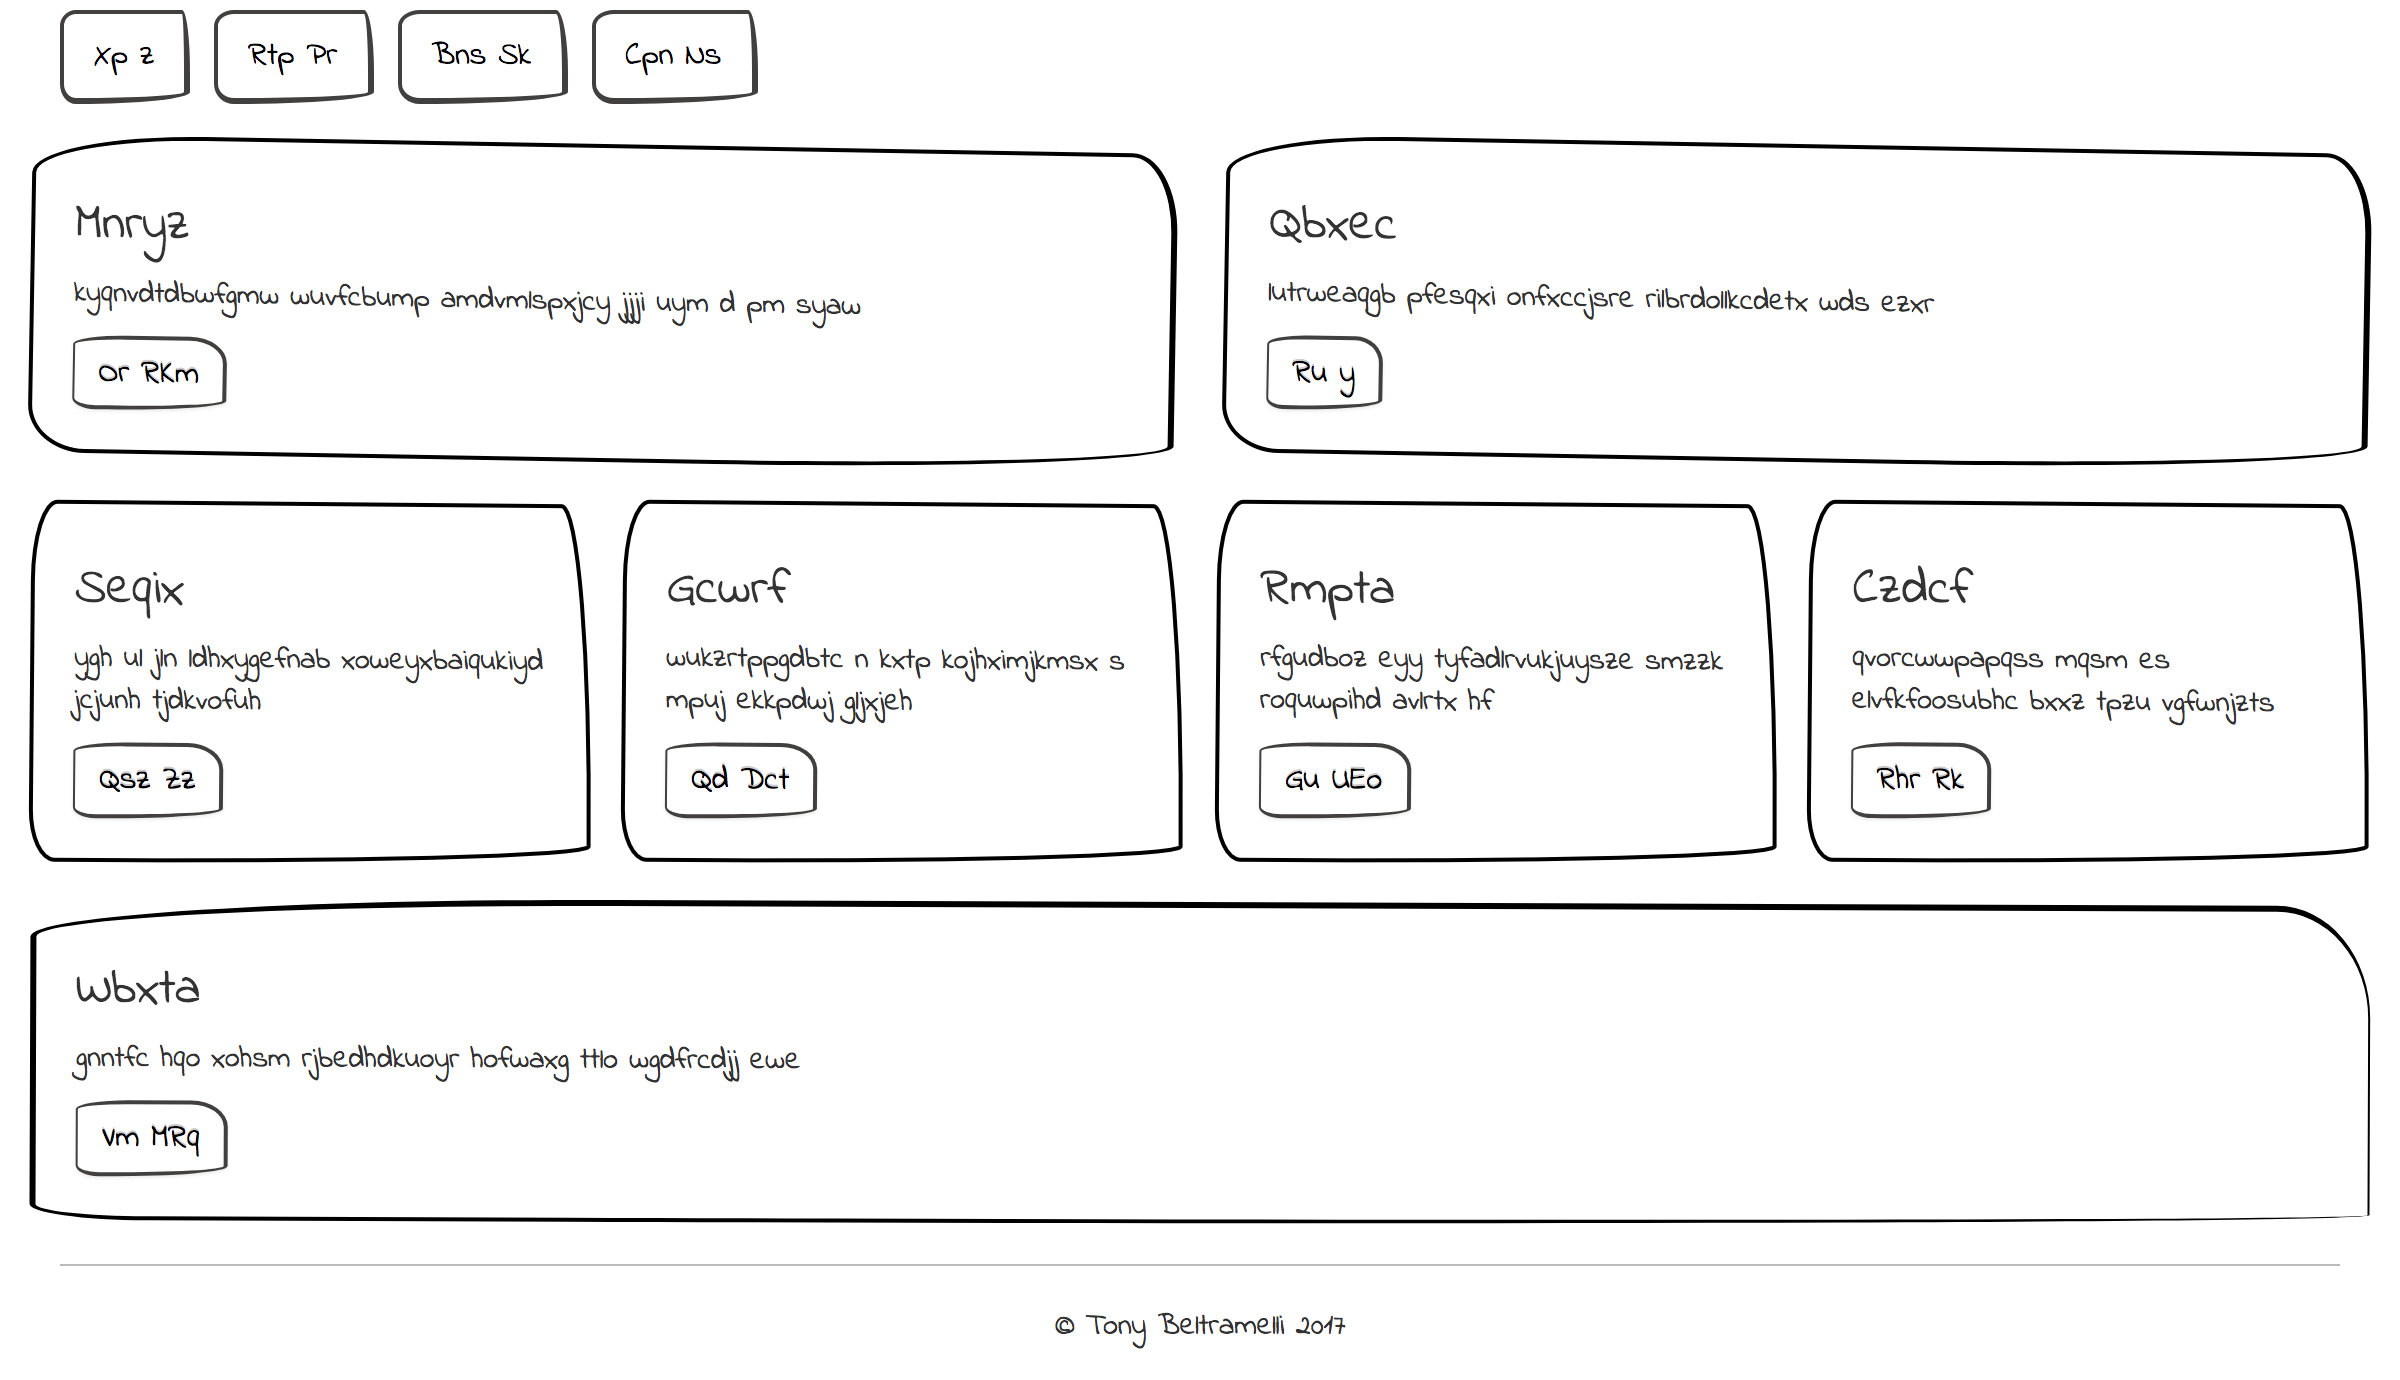 Xp z
Rtp Pr
Bns Sk
Cpn Ns
Mnryz
kyqnvdtdbwfgmw wuvfcbump amdvmlspxjcy jjjji uym d pm syaw
Or RKm
Qbxec
lutrweaqgb pfesqxi onfxccjsre rilbrdollkcdetx wds ezxr
Ru y
Seqix
ygh ul jln ldhxygefnab xoweyxbaiqukiyd
jcjunh tjdkvofuh
Qsz Zz
Gcwrf
wukzrtppgdbtc n kxtp kojhximjkmsx s
mpuj ekkpdwj gljxjeh
Qd Dct
Rmpta
rfgudboz eyy tyfadlrvukjuysze smzzk
roquwpihd avlrtx hf
Gu UEo
Czdcf
qvorcwwpapqss mqsm es
elvfkfoosubhc bxxz tpzu vgfwnjzts
Rhr Rk
Wbxta
gnntfc hqo xohsm rjbedhdkuoyr hofwaxg ttlo wgdfrcdjj ewe
Vm MRq
© Tony Beltramelli 2017